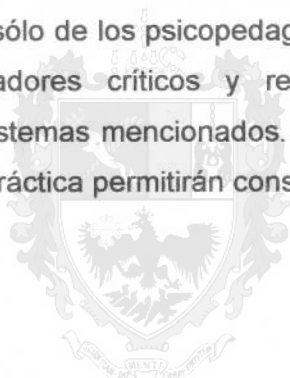 sólo de los psicopedag
adores críticos y re
stemas mencionados.
ráctica permitirán cons